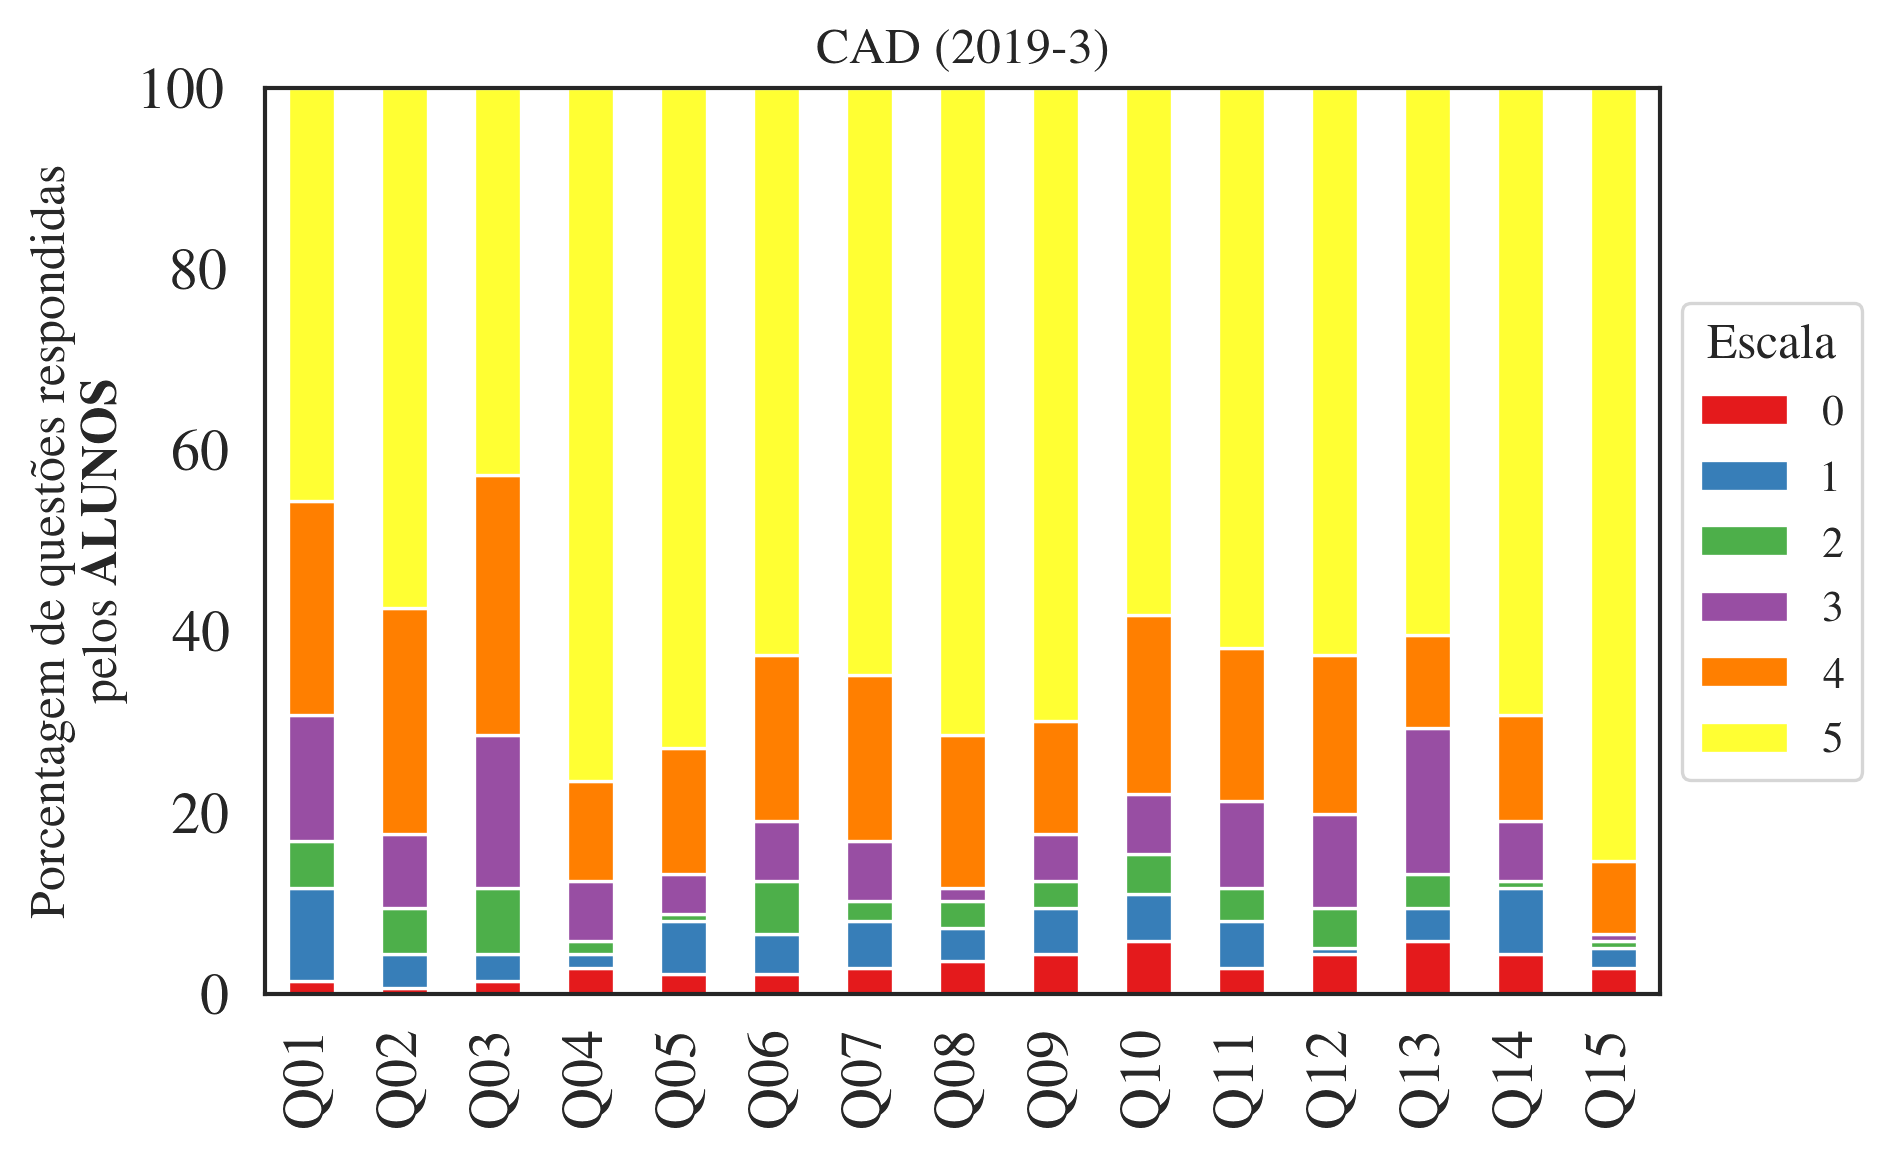 CAD (2019-3)
Porcentagem de questões respondidas
pelos ALUNOS
100
80
60
40
20
0
Q01
Q02
Q03
Q04
Q05
Q06
Q07
Q08
Q09
Q10
Q11
Q12
Q13
Q14
Q15
Escala
0
1
2
3
4
5